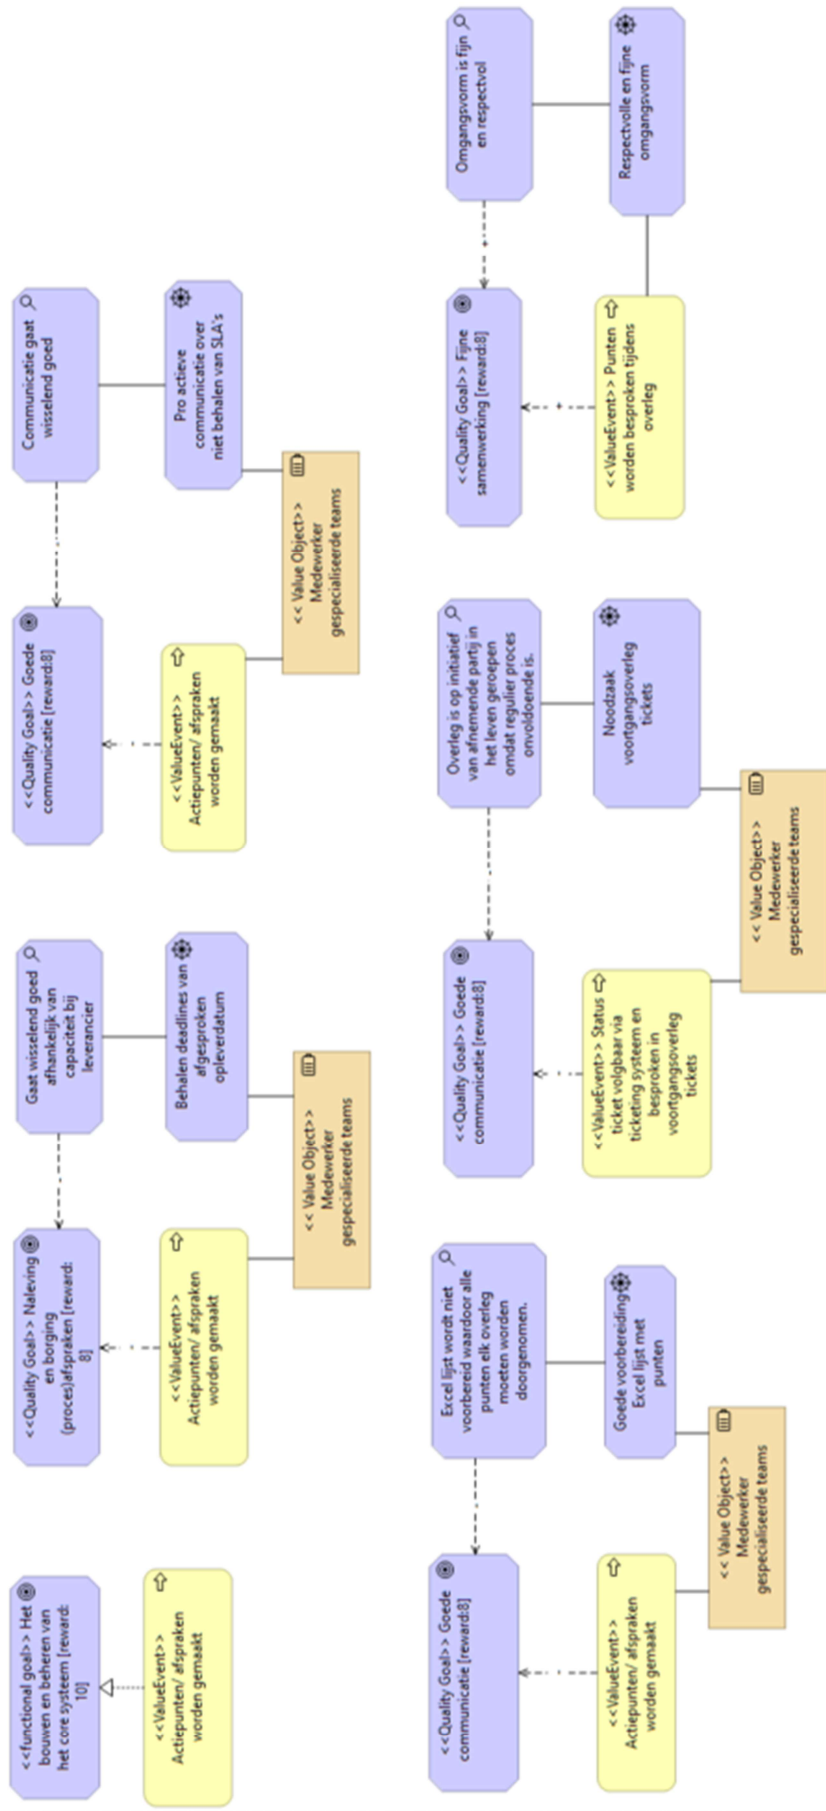 <<functional goal>> Het
bouwen en beheren van
het core systeem [reward:
10]
<<ValueEvent>>
Actiepunten/ afspraken
worden gemaakt
<<Quality Goal>> Naleving
en borging
(proces)afspraken [reward:
8]
Gaat wisselend goed
afhankelijk van
capaciteit bij
leverancier
<<ValueEvent>>
Actiepunten/ afspraken
worden gemaakt
Behalen deadlines van
afgesproken
opleverdatum
<< Value Object>>
Medewerker
gespecialiseerde teams
<<Quality Goal>> Goede
communicatie [reward:8]
Communicatie gaat
wisselend goed
<<ValueEvent>>
Actiepunten/ afspraken
worden gemaakt
Pro actieve
communicatie over
niet behalen van SLA's
<< Value Object>>
Medewerker
gespecialiseerde teams
<<Quality Goal>> Goede
communicatie [reward:8]
Excel lijst wordt niet
voorbereid waardoor alle
punten elk overleg
moeten worden
doorgenomen.
<<ValueEvent>>
Actiepunten/ afspraken
worden gemaakt
Goede voorbereiding
Excel lijst met
punten
<< Value Object>>
Medewerker
gespecialiseerde teams
<<Quality Goal>> Goede
communicatie [reward:8]
Overleg is op initiatief
van afnemende partij in
het leven geroepen
omdat regulier proces
onvoldoende is.
<<ValueEvent>> Status
ticket volgbaar via
ticketing systeem en
besproken in
voortgangsoverleg
tickets
Noodzaak
voortgangsoverleg
tickets
<< Value Object>>
Medewerker
gespecialiseerde teams
<<Quality Goal>> Fijne
samenwerking [reward:8]
+
Omgangsvorm is fijn
en respectvol
+
<<ValueEvent>> Punten
worden besproken tijdens
overleg
Respectvolle en fijne
omgangsvorm